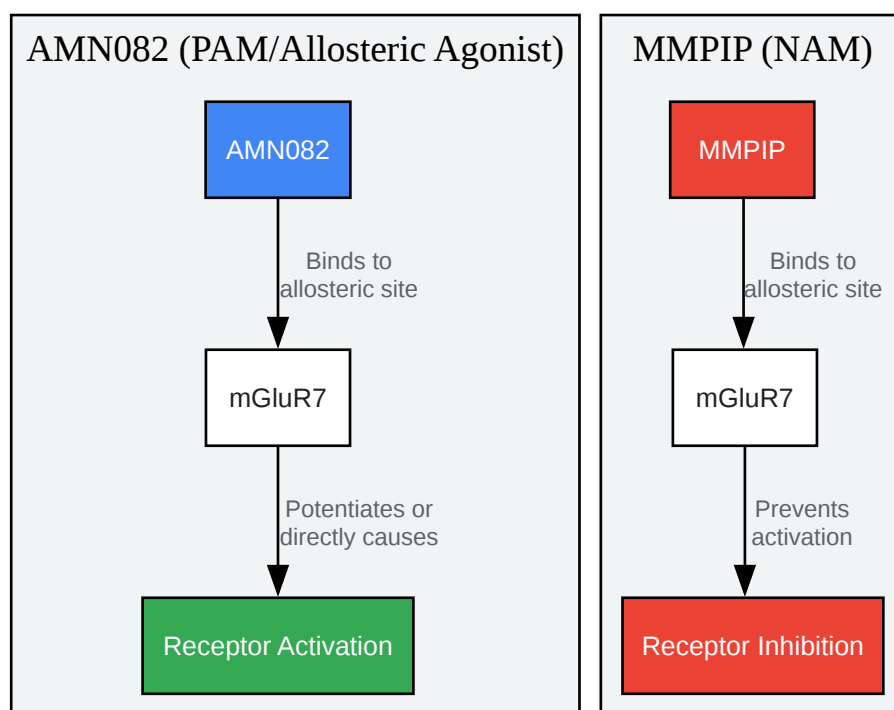 AMN082 (PAM/Allosteric Agonist)
AMN082
Binds to
allosteric site
mGluR7
Potentiates or
directly causes
Receptor Activation
MMPIP (NAM)
MMPIP
Binds to
allosteric site
mGluR7
Prevents
activation
Receptor Inhibition